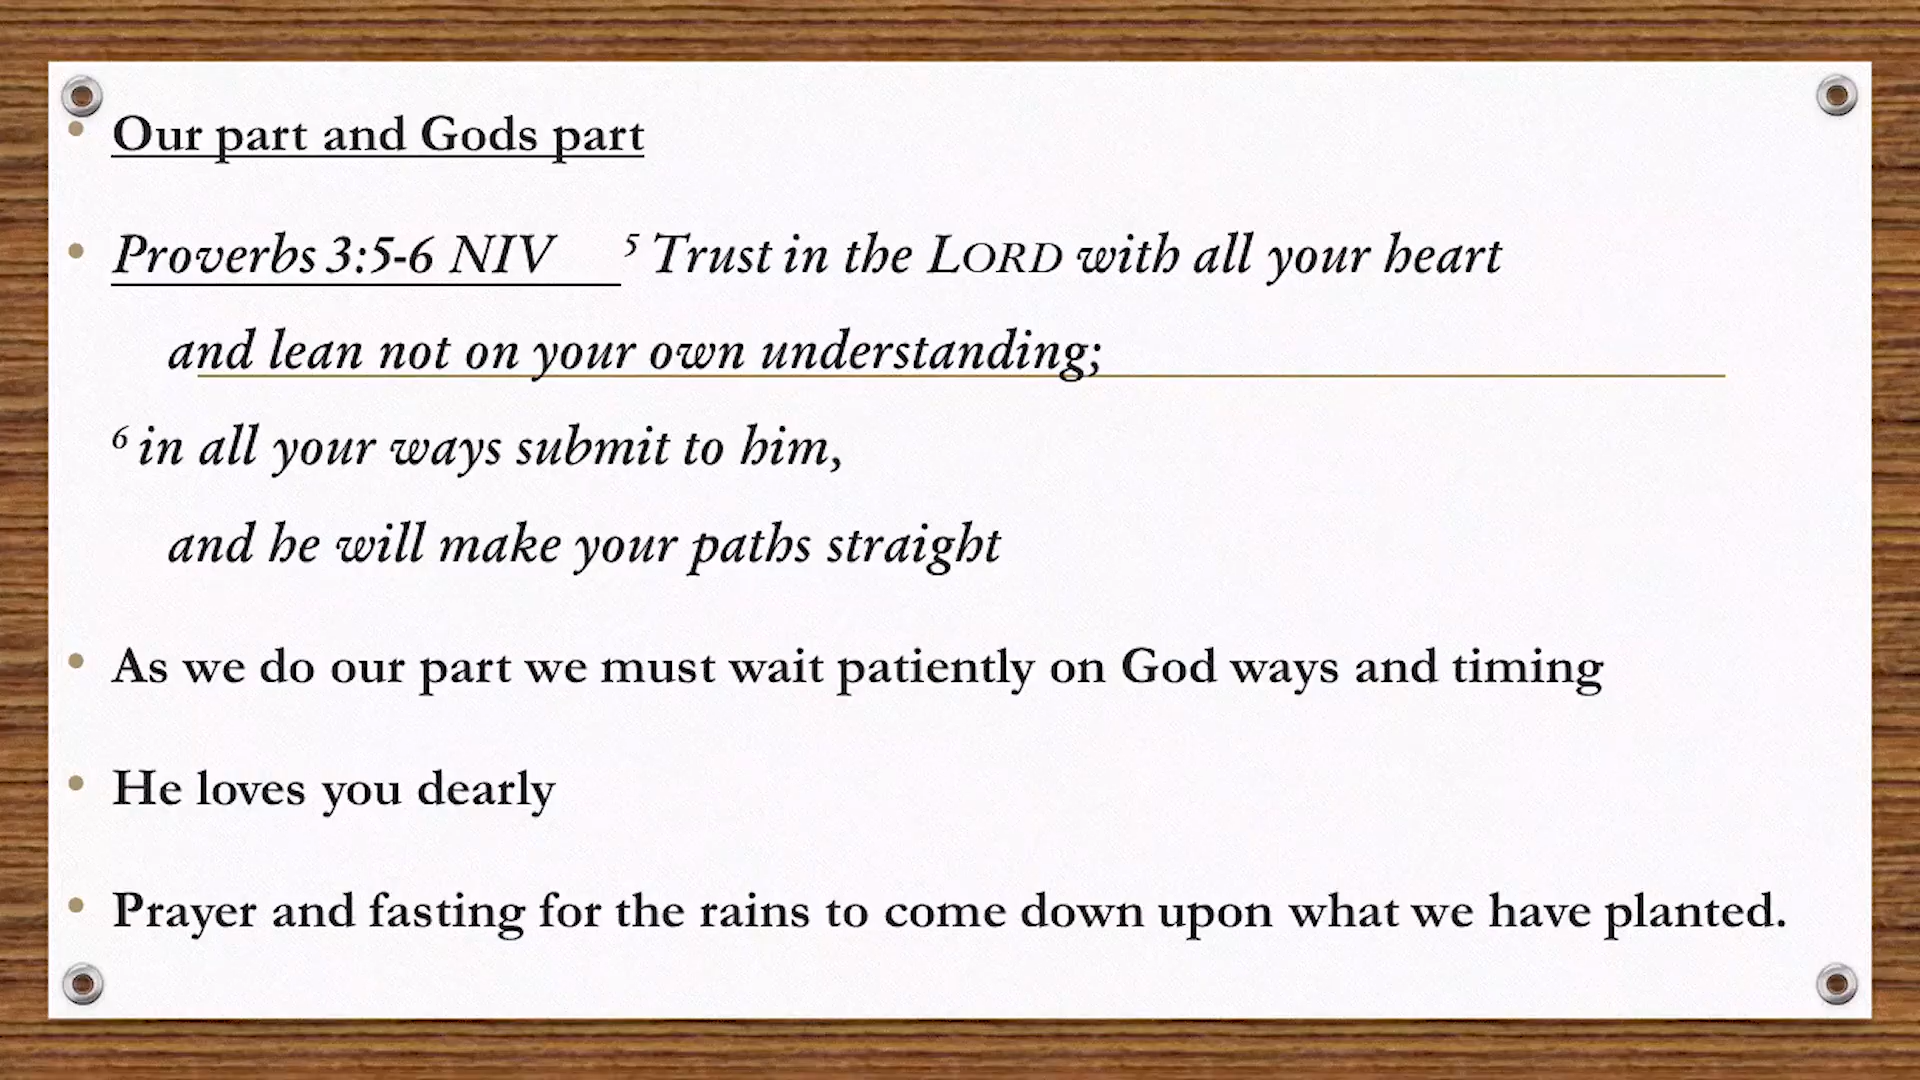 • Our part and Gods part
• Proverbs 3:5-6 NIV ⁵ Trust in the LORD with all your heart
and lean not on your own understanding;
⁶ in all your ways submit to him,
and he will make your paths straight
• As we do our part we must wait patiently on God ways and timing
• He loves you dearly
• Prayer and fasting for the rains to come down upon what we have planted.